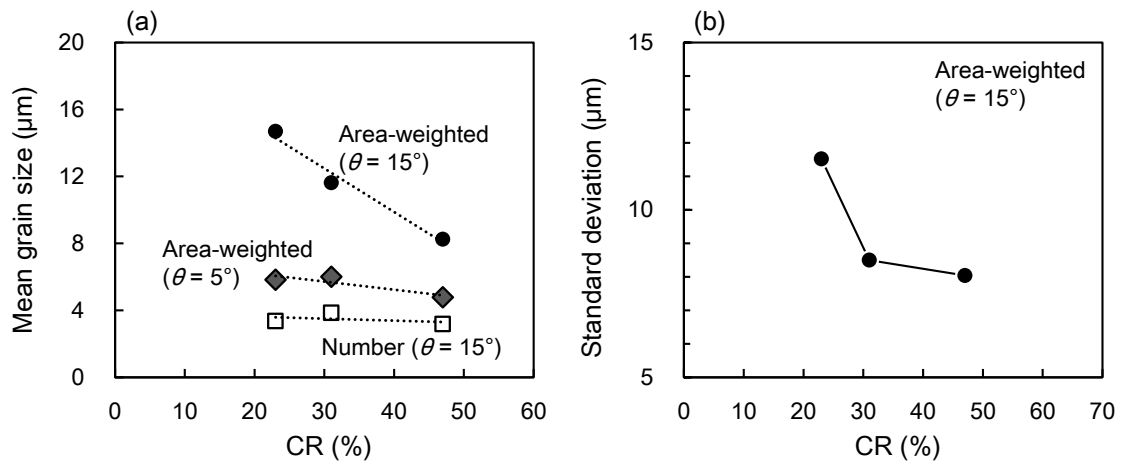 (a)
Mean grain size (μm)
20
16
12
8
4
0
Area-weighted
(θ = 15°)
Area-weighted
(θ = 5°)
Number (θ = 15°)
0 10 20 30 40 50 60
CR (%)
(b)
Standard deviation (μm)
15
10
5
Area-weighted
(θ = 15°)
0 10 20 30 40 50 60 70
CR (%)